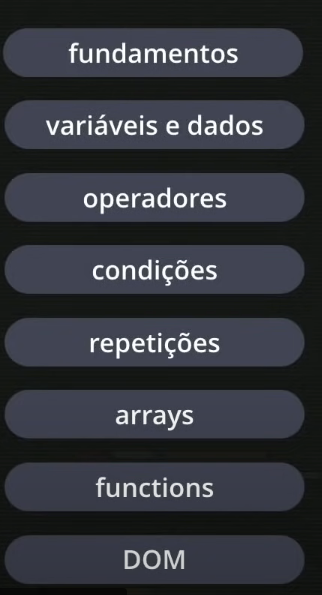 fundamentos
variáveis e dados
operadores
condições
repetições
arrays
functions
DOM